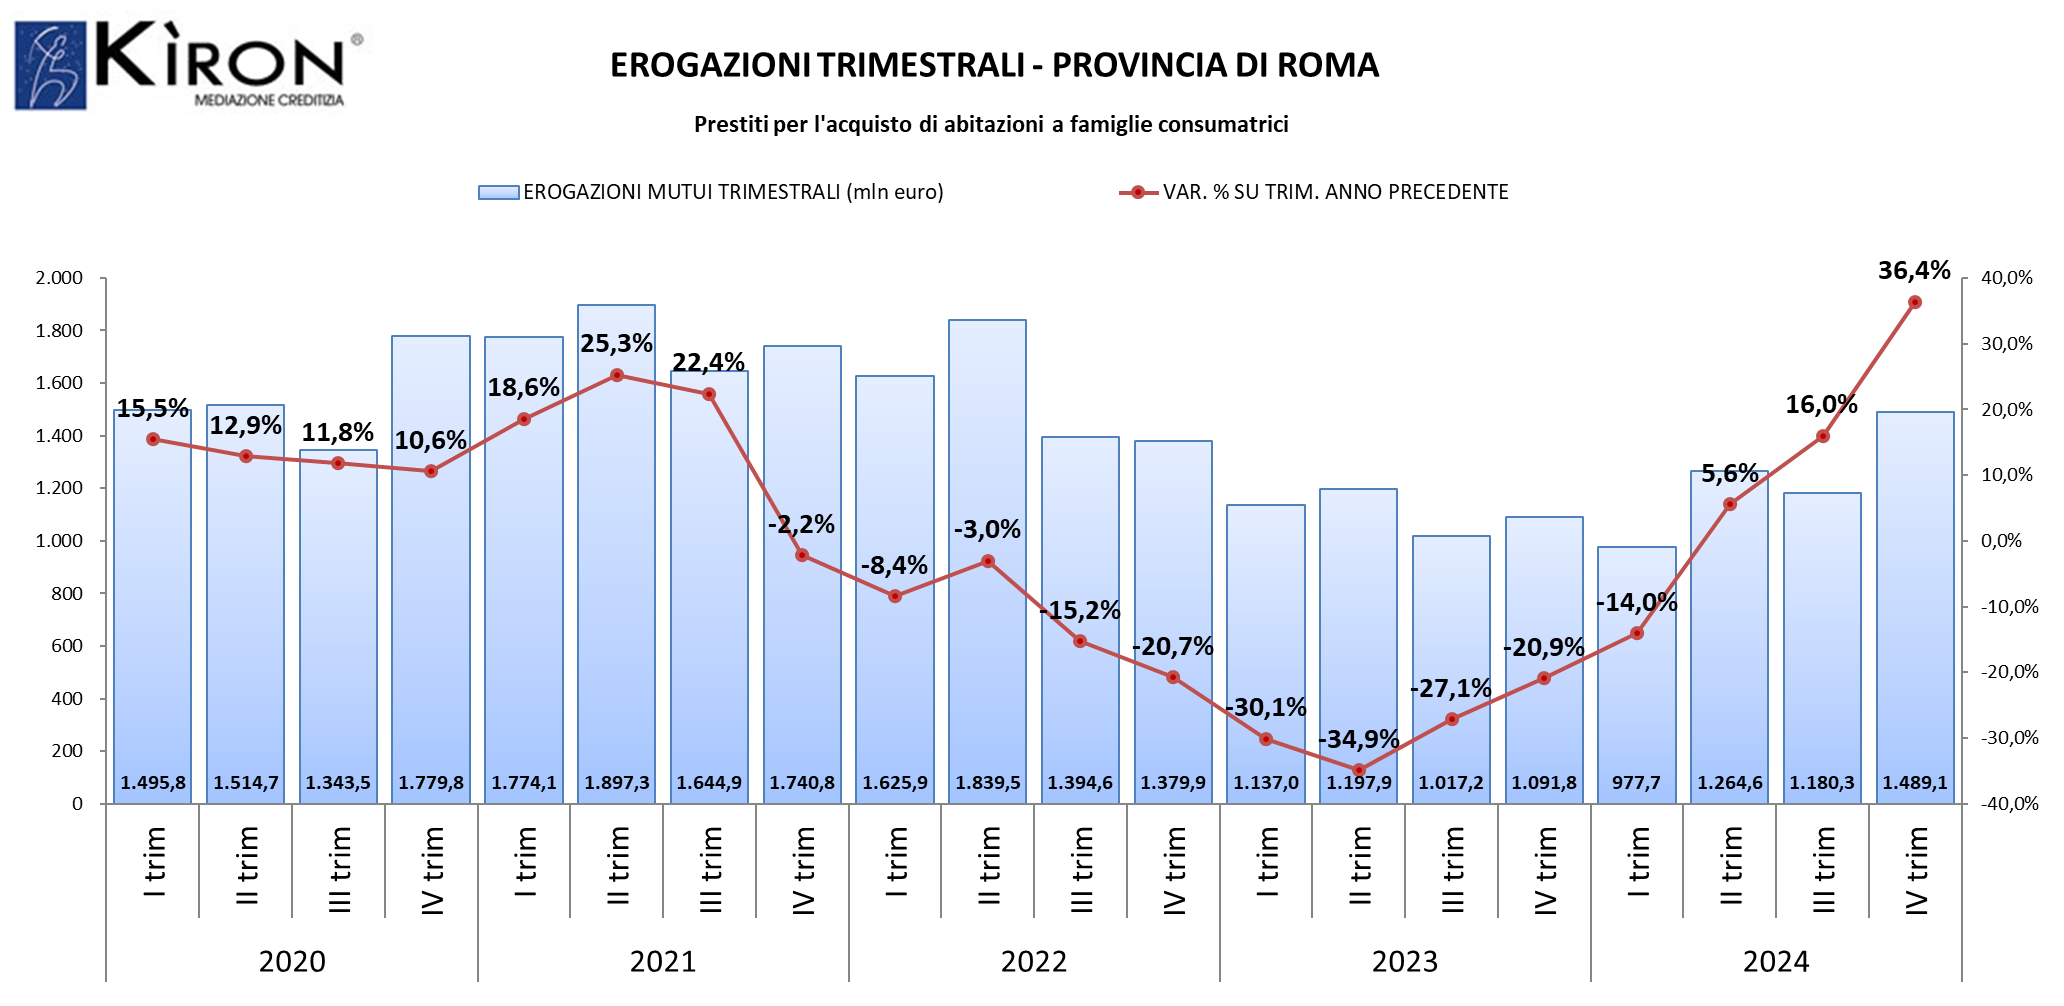 KÌRON®
MEDIAZIONE CREDITIZIA
EROGAZIONI TRIMESTRALI - PROVINCIA DI ROMA
Prestiti per l'acquisto di abitazioni a famiglie consumatrici
EROGAZIONI MUTUI TRIMESTRALI (mln euro)
VAR. % SU TRIM. ANNO PRECEDENTE
2.000
1.800
1.600
1.400
1.200
1.000
800
600
400
200
0
15,5%
12,9%
11,8%
10,6%
18,6%
25,3%
22,4%
-2,2%
-8,4%
-3,0%
-15,2%
-20,7%
-30,1%
-34,9%
-27,1%
-20,9%
-14,0%
5,6%
16,0%
36,4%
40,0%
30,0%
20,0%
10,0%
0,0%
-10,0%
-20,0%
-30,0%
-40,0%
1.495,8
1.514,7
1.343,5
1.779,8
1.774,1
1.897,3
1.644,9
1.740,8
1.625,9
1.839,5
1.394,6
1.379,9
1.137,0
1.197,9
1.017,2
1.091,8
977,7
1.264,6
1.180,3
1.489,1
I trim
II trim
III trim
IV trim
I trim
II trim
III trim
IV trim
I trim
II trim
III trim
IV trim
I trim
II trim
III trim
IV trim
I trim
II trim
III trim
IV trim
2020
2021
2022
2023
2024